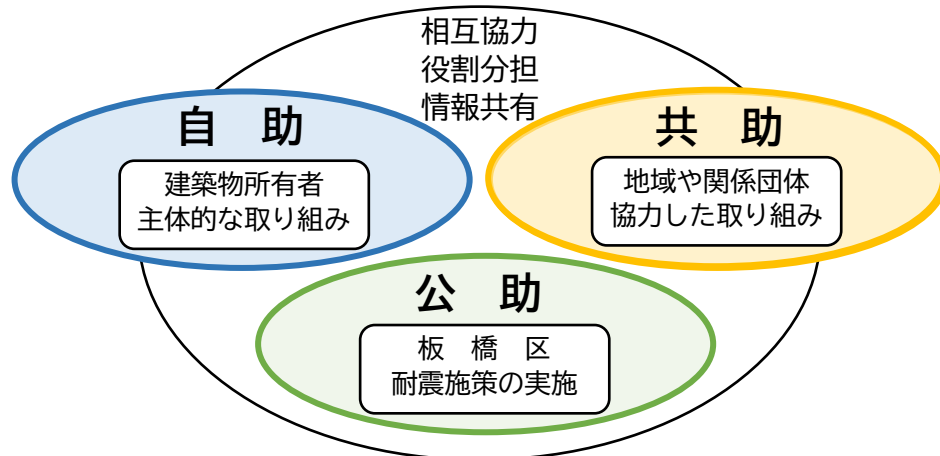 相互協力
役割分担
情報共有
自　助
建築物所有者
主体的な取り組み
共　助
地域や関係団体
協力した取り組み
公　助
板　橋　区
耐震施策の実施